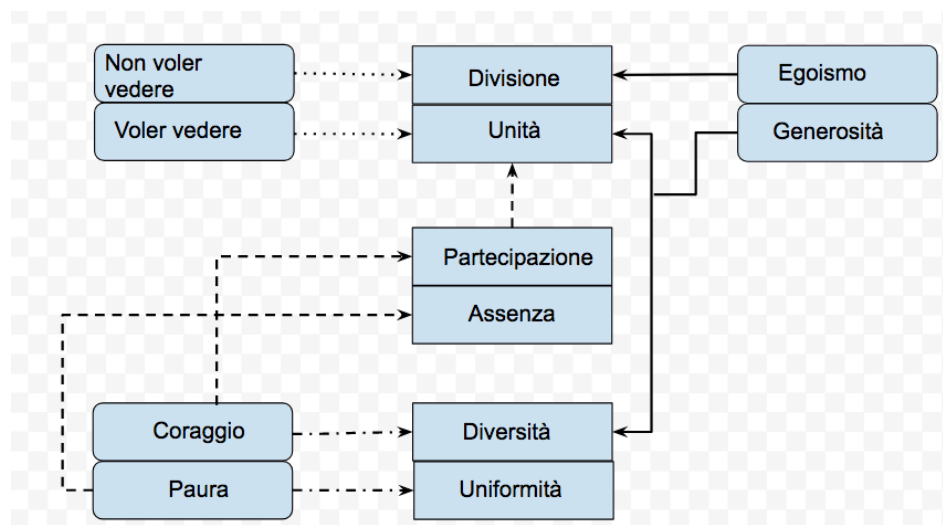 Non voler
vedere
Divisione
Egoismo
Voler vedere
Unità
Generosità
Partecipazione
Assenza
Coraggio
Diversità
Paura
Uniformità